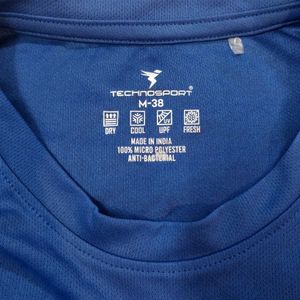 TECHNOSPORT®
M-38
DRY COOL UPF FRESH
MADE IN INDIA
100% MICRO POLYESTER
ANTI-BACTERIAL